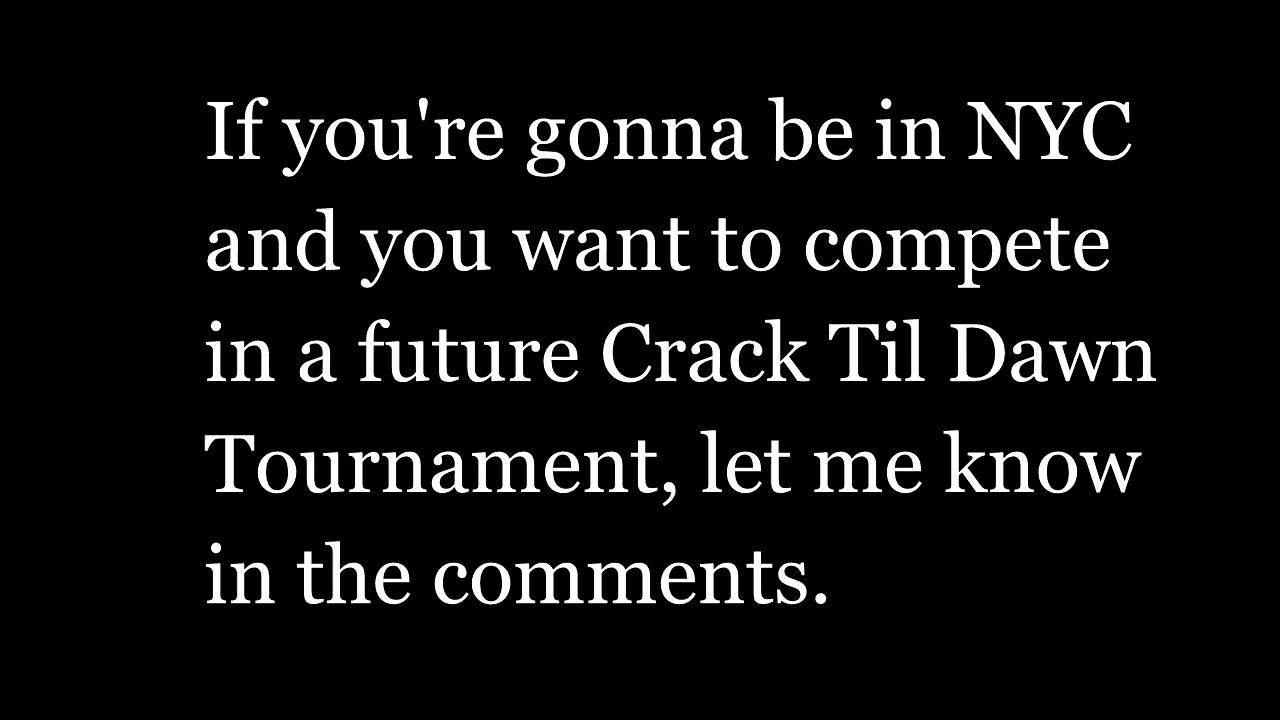 If you're gonna be in NYC
and you want to compete
in a future Crack Til Dawn
Tournament, let me know
in the comments.